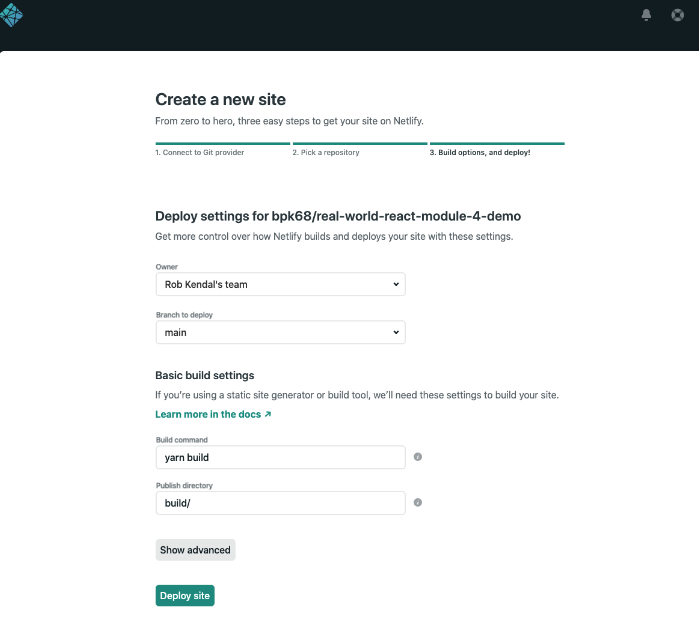 Create a new site
From zero to hero, three easy steps to get your site on Netlify.
1. Connect to Git provider
2. Pick a repository
3. Build options, and deploy!
Deploy settings for bpk68/real-world-react-module-4-demo
Get more control over how Netlify builds and deploys your site with these settings.
Owner
Rob Kendal's team
Branch to deploy
main
Basic build settings
If you're using a static site generator or build tool, we'll need these settings to build your site.
Learn more in the docs ↗
Build command
yarn build
Publish directory
build/
Show advanced
Deploy site